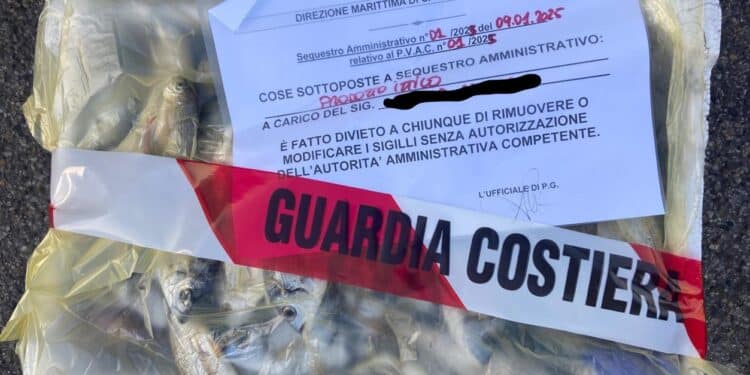 DIREZIONE MARITTIMA DI
Sequestro Amministrativo n° 01 /2025 del 09.01.2025
relativo al P.V.A.C. n° 01 /2025
COSE SOTTOPOSTE A SEQUESTRO AMMINISTRATIVO:
PRODOTTO ITTICO
A CARICO DEL SIG.
È FATTO DIVIETO A CHIUNQUE DI RIMUOVERE O
MODIFICARE I SIGILLI SENZA AUTORIZZAZIONE
DELL'AUTORITA' AMMINISTRATIVA COMPETENTE.
L'UFFICIALE DI P.G.
GUARDIA COSTIERA